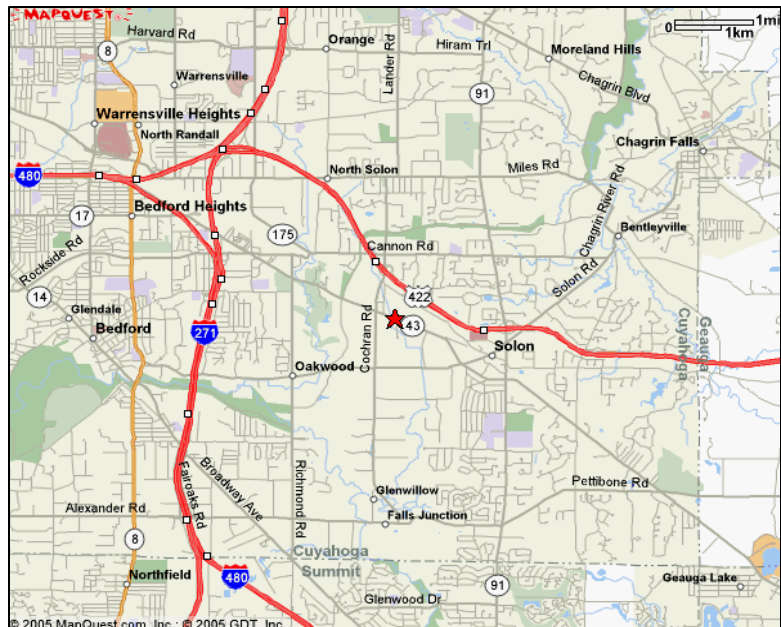 MAPQUEST
Harvard Rd
8
Orange
Lander Rd
Hiram Trl
Moreland Hills
0 1mi
1km
Warrensville
91
Chagrin Blvd
Warrensville Heights
North Randall
Chagrin Falls
480
North Solon
Miles Rd
17
Bedford Heights
175
Cannon Rd
Chagrin River Rd
Bentleyville
Rockside Rd
Solon Rd
14
Glendale
422
Bedford
271
Cochran Rd
43
Solon
Geauga
Cuyahoga
Oakwood
Fairoaks Rd
Broadway Ave
Richmond Rd
Glenwillow
Pettibone Rd
Alexander Rd
Falls Junction
8
Cuyahoga
Summit
Northfield
480
91
Geauga Lake
Glenwood Dr
© 2005 MapQuest.com, Inc.; © 2005 GDT, Inc.